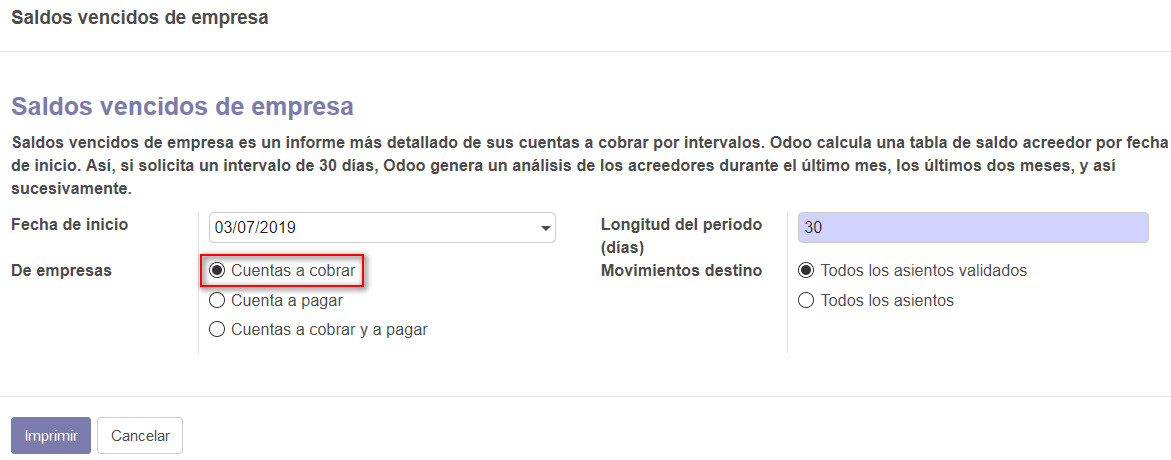 Saldos vencidos de empresa
Saldos vencidos de empresa
Saldos vencidos de empresa es un informe más detallado de sus cuentas a cobrar por intervalos. Odoo calcula una tabla de saldo acreedor por fecha
de inicio. Así, si solicita un intervalo de 30 días, Odoo genera un análisis de los acreedores durante el último mes, los últimos dos meses, y así
sucesivamente.
Fecha de inicio
03/07/2019
Longitud del periodo
(días)
30
De empresas
Cuentas a cobrar
Cuenta a pagar
Cuentas a cobrar y a pagar
Movimientos destino
Todos los asientos validados
Todos los asientos
Imprimir
Cancelar